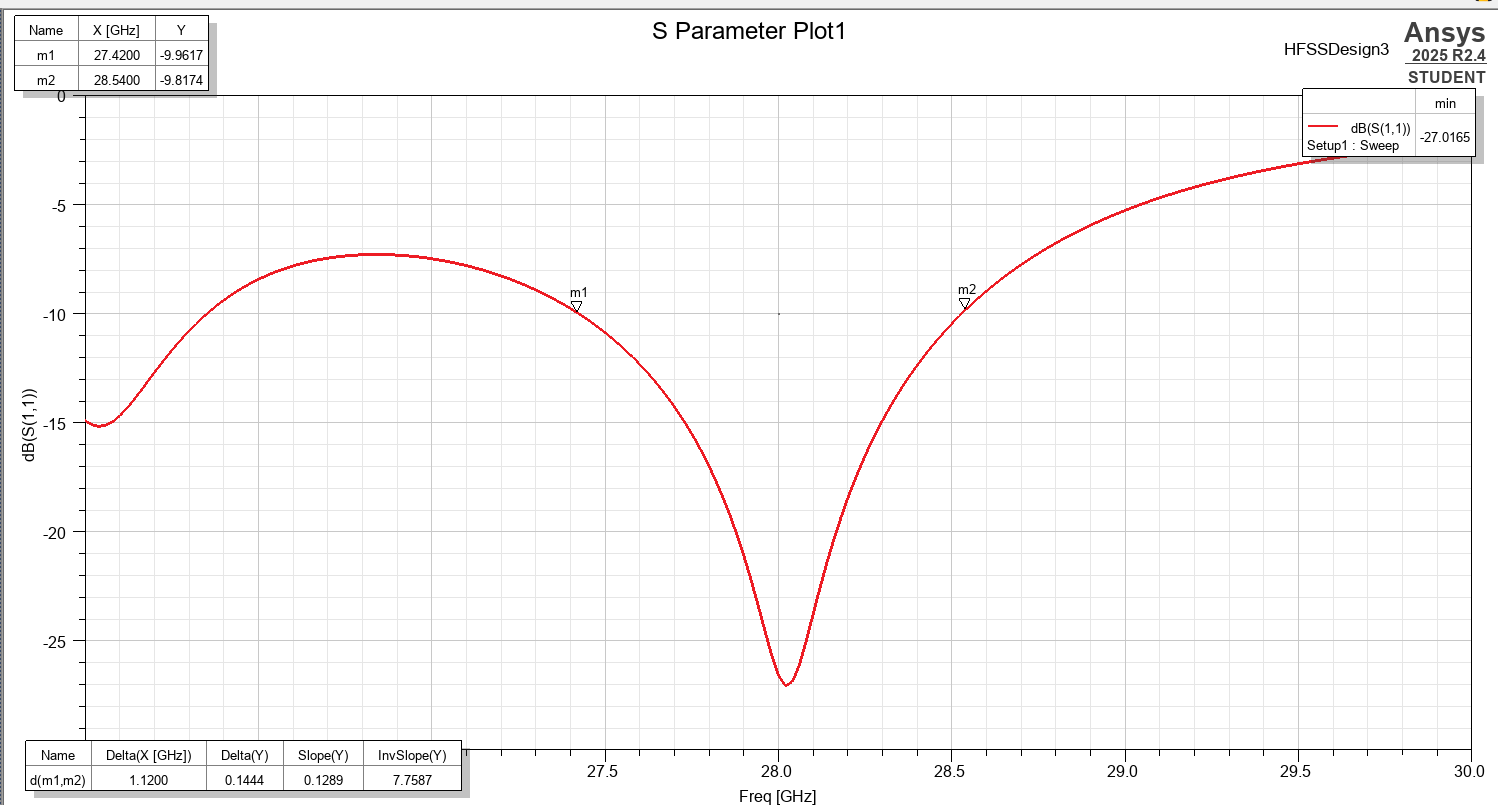 S Parameter Plot1
HFSSDesign3
Ansys
2025 R2.4
STUDENT
Name X [GHz] Y
m1 27.4200 -9.9617
m2 28.5400 -9.8174
min
dB(S(1,1)) -27.0165
Setup1 : Sweep
0
-5
-10
-15
-20
-25
dB(S(1,1))
m1
m2
Name Delta(X [GHz]) Delta(Y) Slope(Y) InvSlope(Y)
d(m1,m2) 1.1200 0.1444 0.1289 7.7587
27.5 28.0 28.5 29.0 29.5 30.0
Freq [GHz]